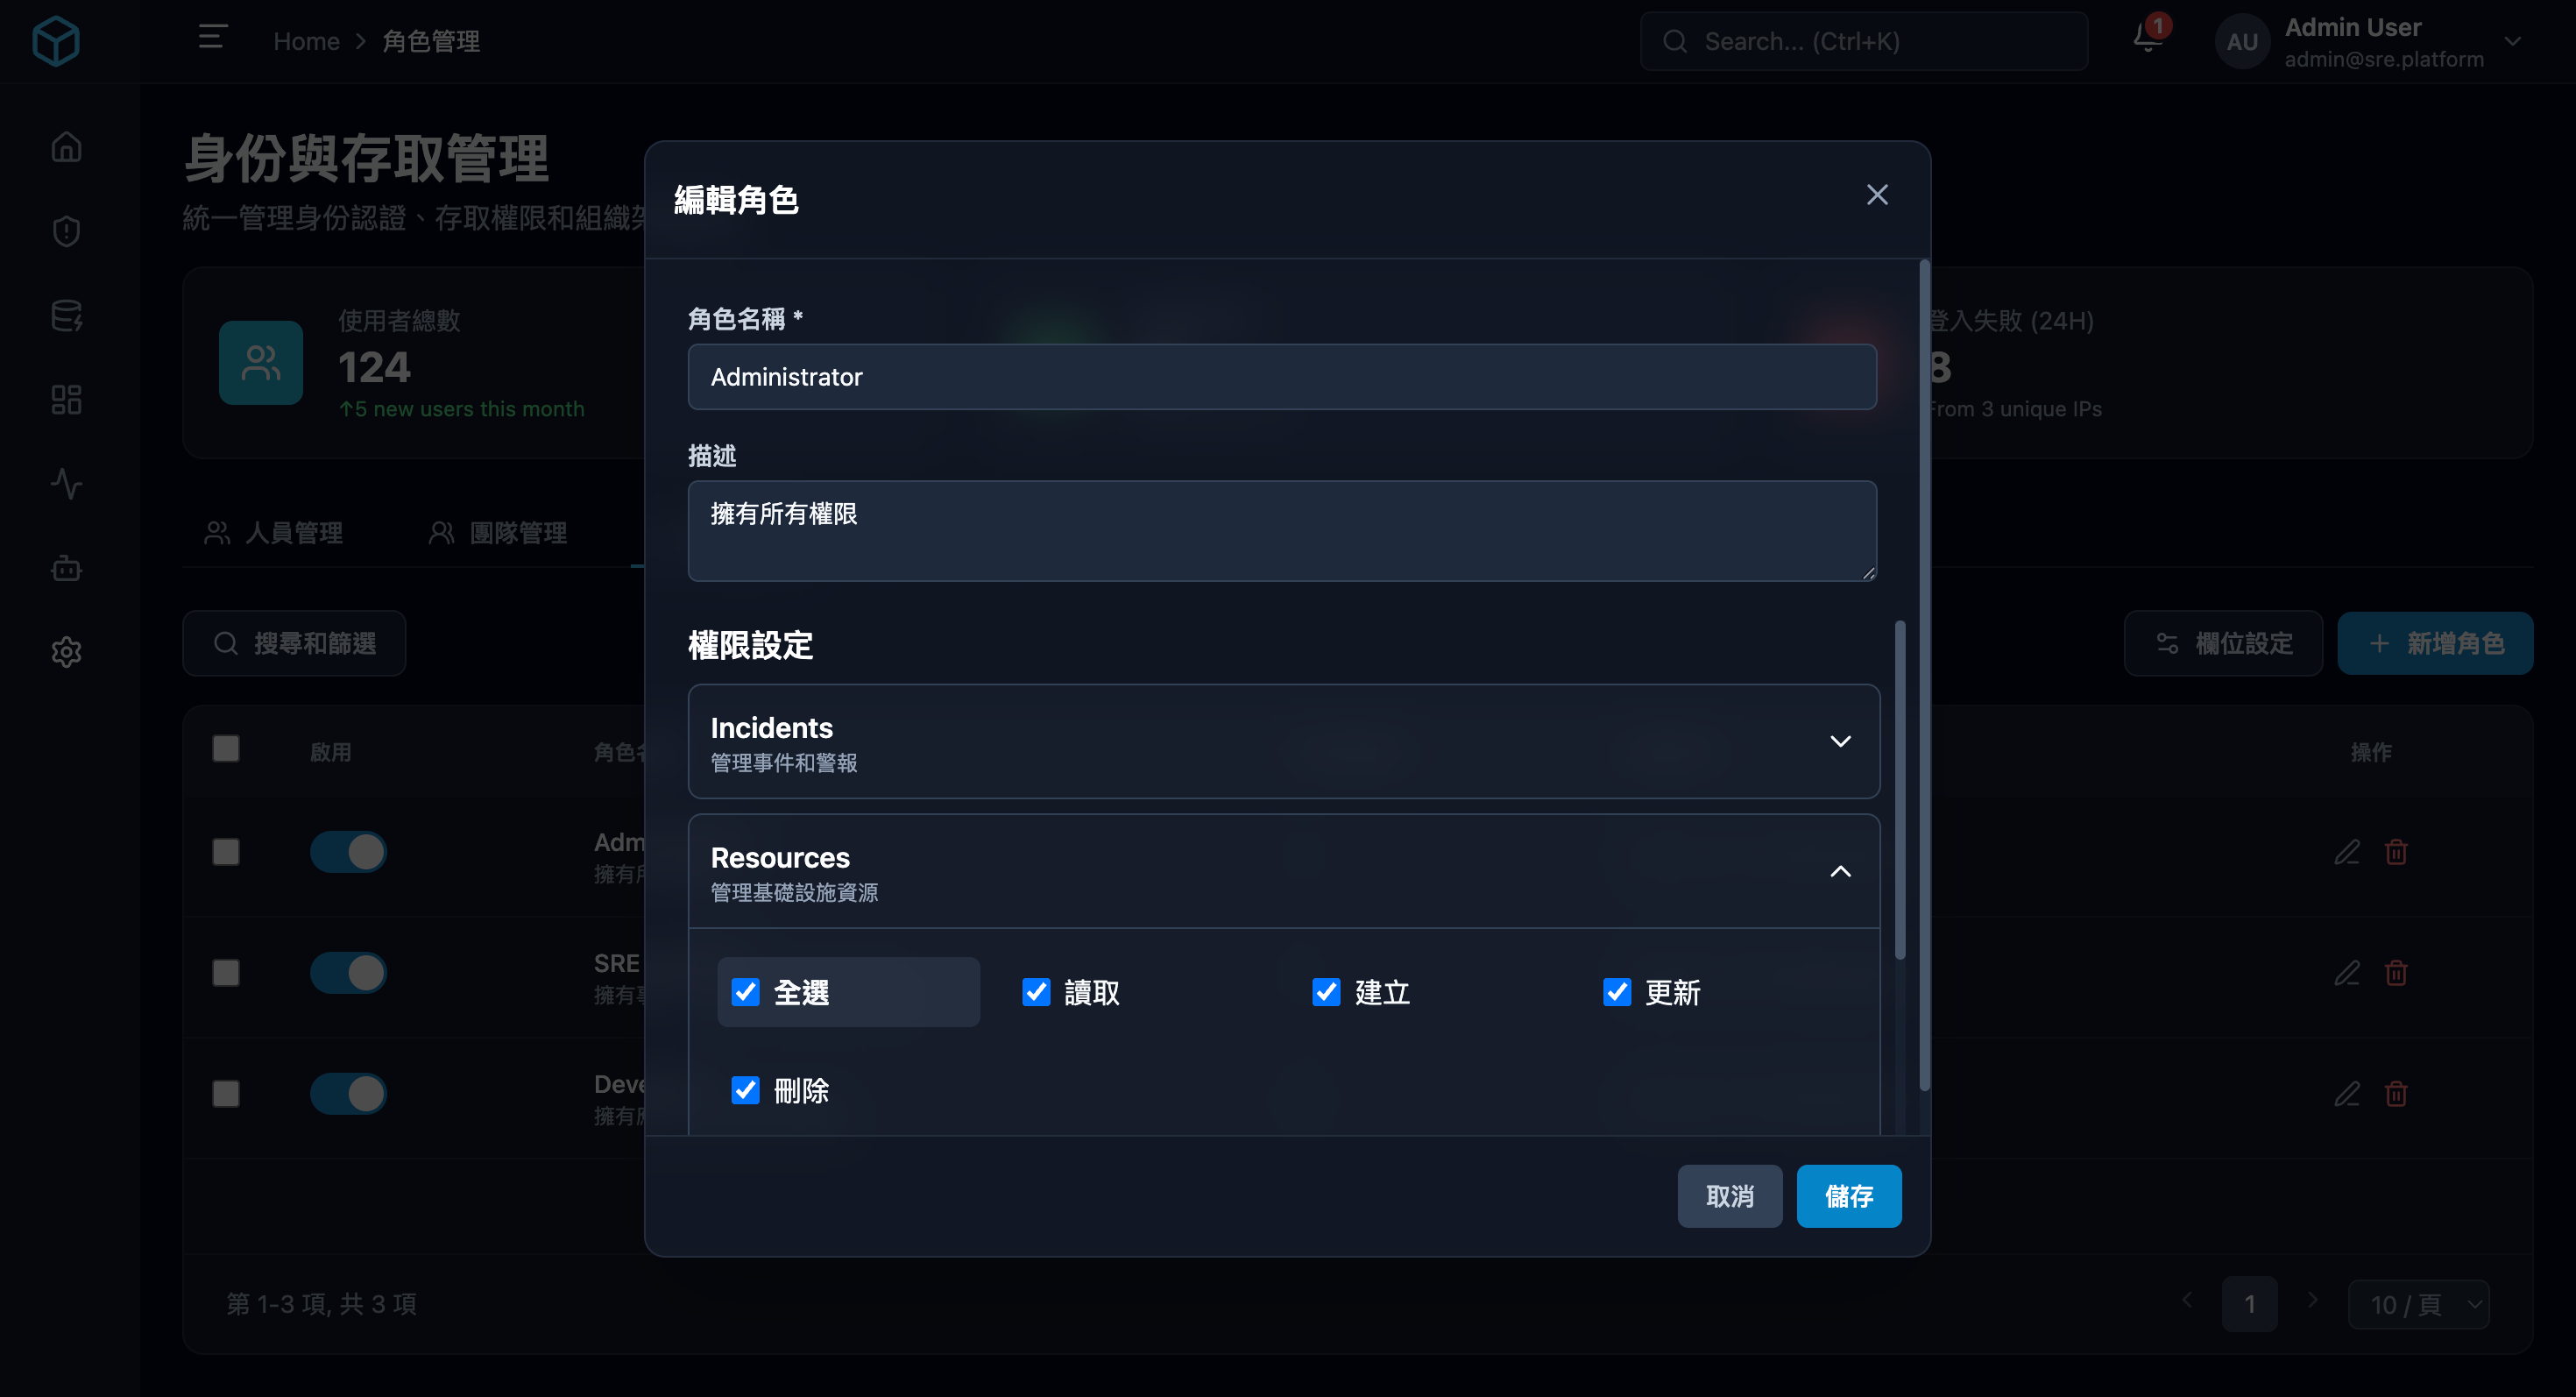 Home > 角色管理
Search... (Ctrl+K)
1
AU
Admin User
admin@sre.platform
身份與存取管理
統一管理身份認證、存取權限和組織
使用者總數
124
↑5 new users this month
登入失敗 (24H)
8
From 3 unique IPs
人員管理
團隊管理
搜尋和篩選
欄位設定
+ 新增角色
啟用
角色
操作
Adm
擁有
SRE
擁有
Deve
擁有
第 1-3 項, 共 3 項
1
10 / 頁
編輯角色
角色名稱 *
Administrator
描述
擁有所有權限
權限設定
Incidents
管理事件和警報
Resources
管理基礎設施資源
全選
讀取
建立
更新
刪除
取消
儲存